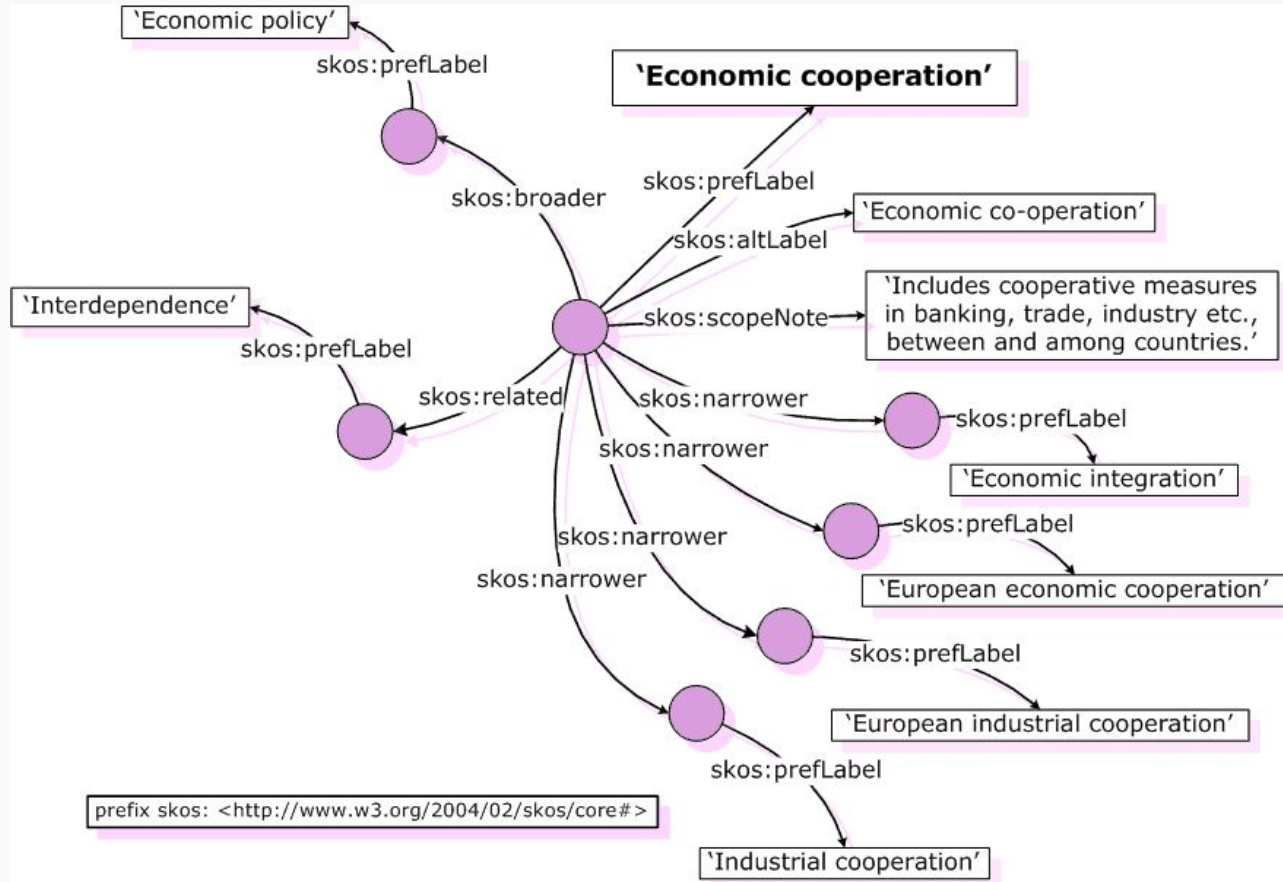 ‘Economic policy’
skos:prefLabel
‘Economic cooperation’
skos:prefLabel
skos:broader
‘Economic co-operation’
skos:altLabel
‘Interdependence’
skos:prefLabel
‘Includes cooperative measures
in banking, trade, industry etc.,
between and among countries.’
skos:scopeNote
skos:related
skos:narrower
skos:prefLabel
‘Economic integration’
skos:narrower
skos:prefLabel
‘European economic cooperation’
skos:narrower
skos:prefLabel
‘European industrial cooperation’
skos:narrower
skos:prefLabel
‘Industrial cooperation’
prefix skos: <http://www.w3.org/2004/02/skos/core#>